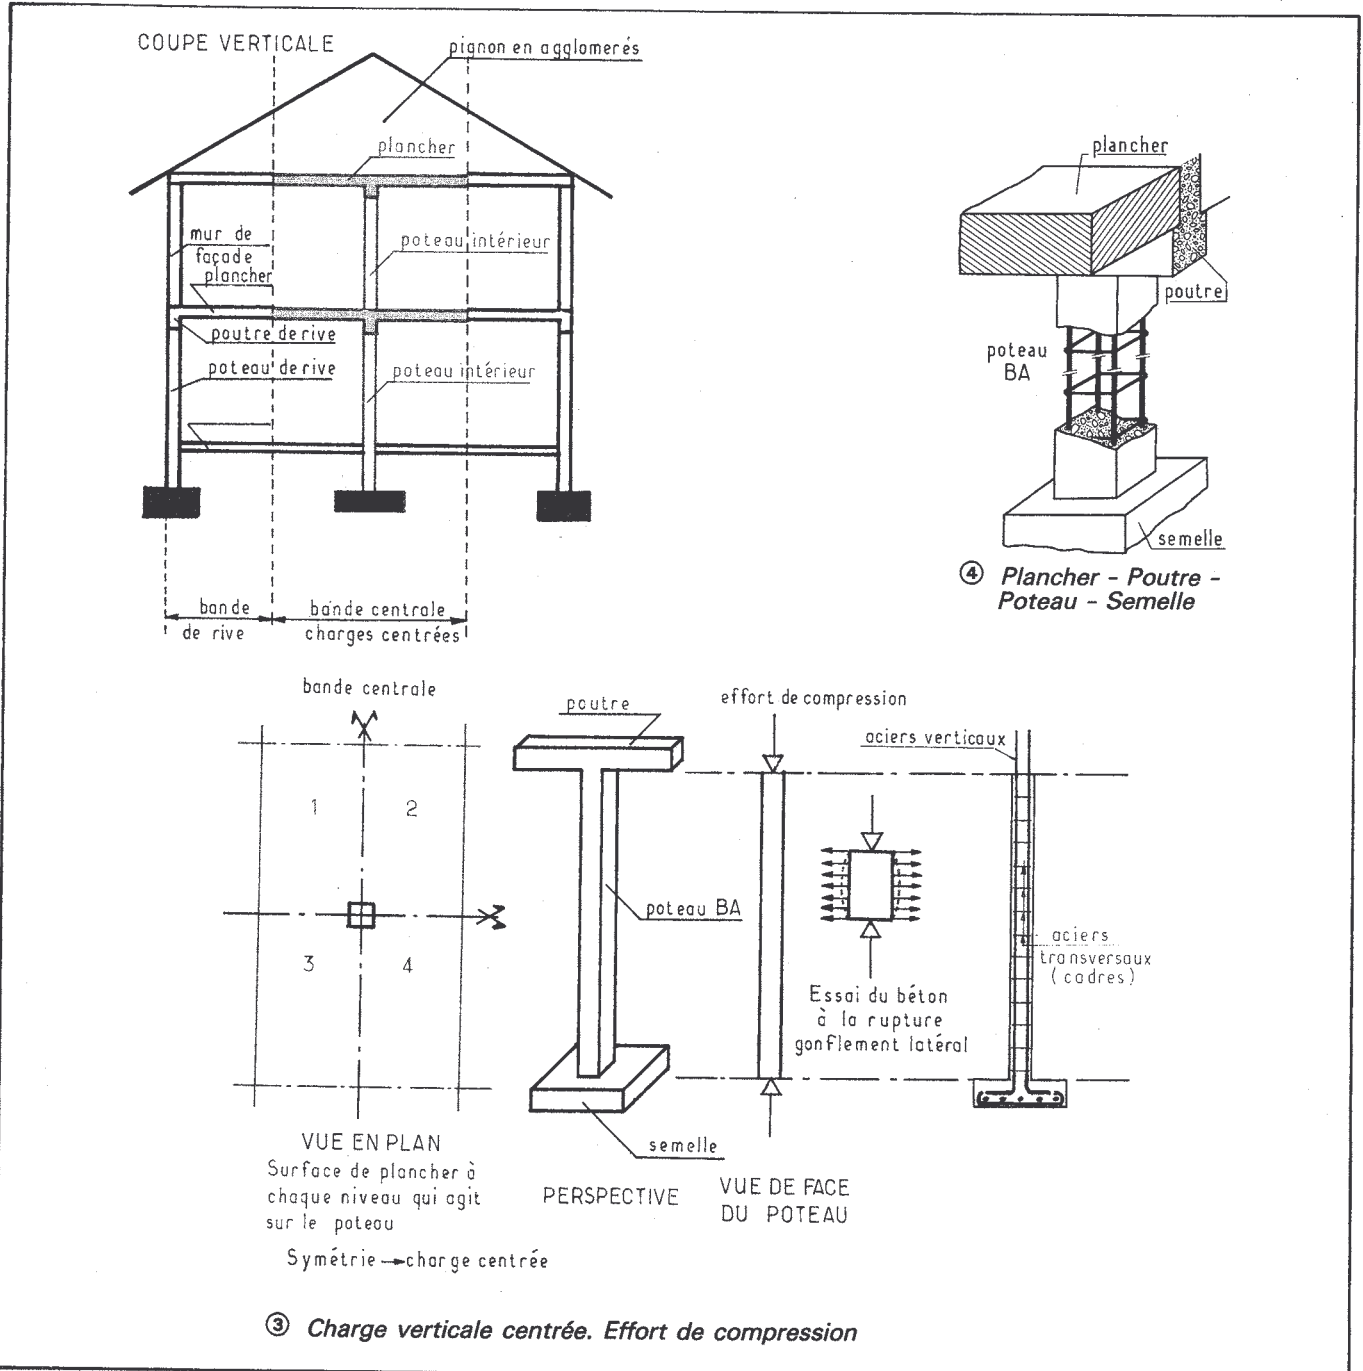 COUPE VERTICALE
pignon en agglomerés
plancher
mur de
façade
poteau intérieur
plancher
poutre de rive
poteau de rive
poteau intérieur
bande
de rive
bande centrale
charges centrées
plancher
poutre
poteau
BA
semelle
④ Plancher - Poutre -
Poteau - Semelle
bande centrale
1
2
3
4
VUE EN PLAN
Surface de plancher à
chaque niveau qui agit
sur le poteau
Symétrie → charge centrée
poutre
poteau BA
semelle
PERSPECTIVE
effort de compression
VUE DE FACE
DU POTEAU
Essai du béton
à la rupture
gonflement latéral
aciers verticaux
aciers
transversaux
(cadres)
③ Charge verticale centrée. Effort de compression